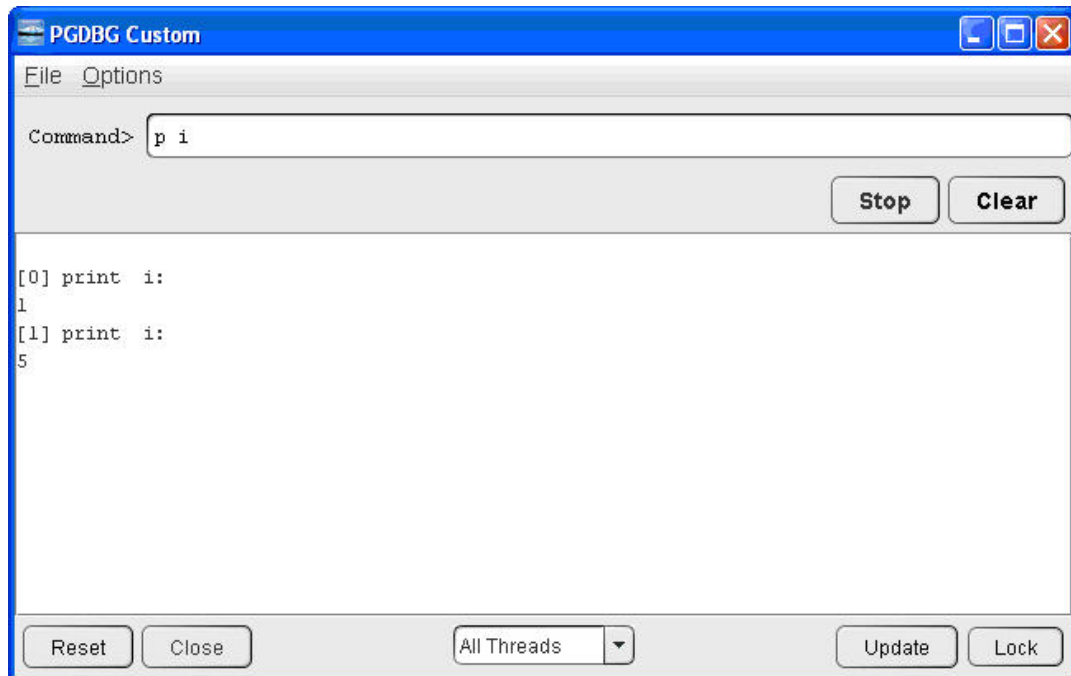 PGDBG Custom
File Options
Command> p i
Stop Clear
[0] print i:
1
[1] print i:
5
Reset Close All Threads Update Lock